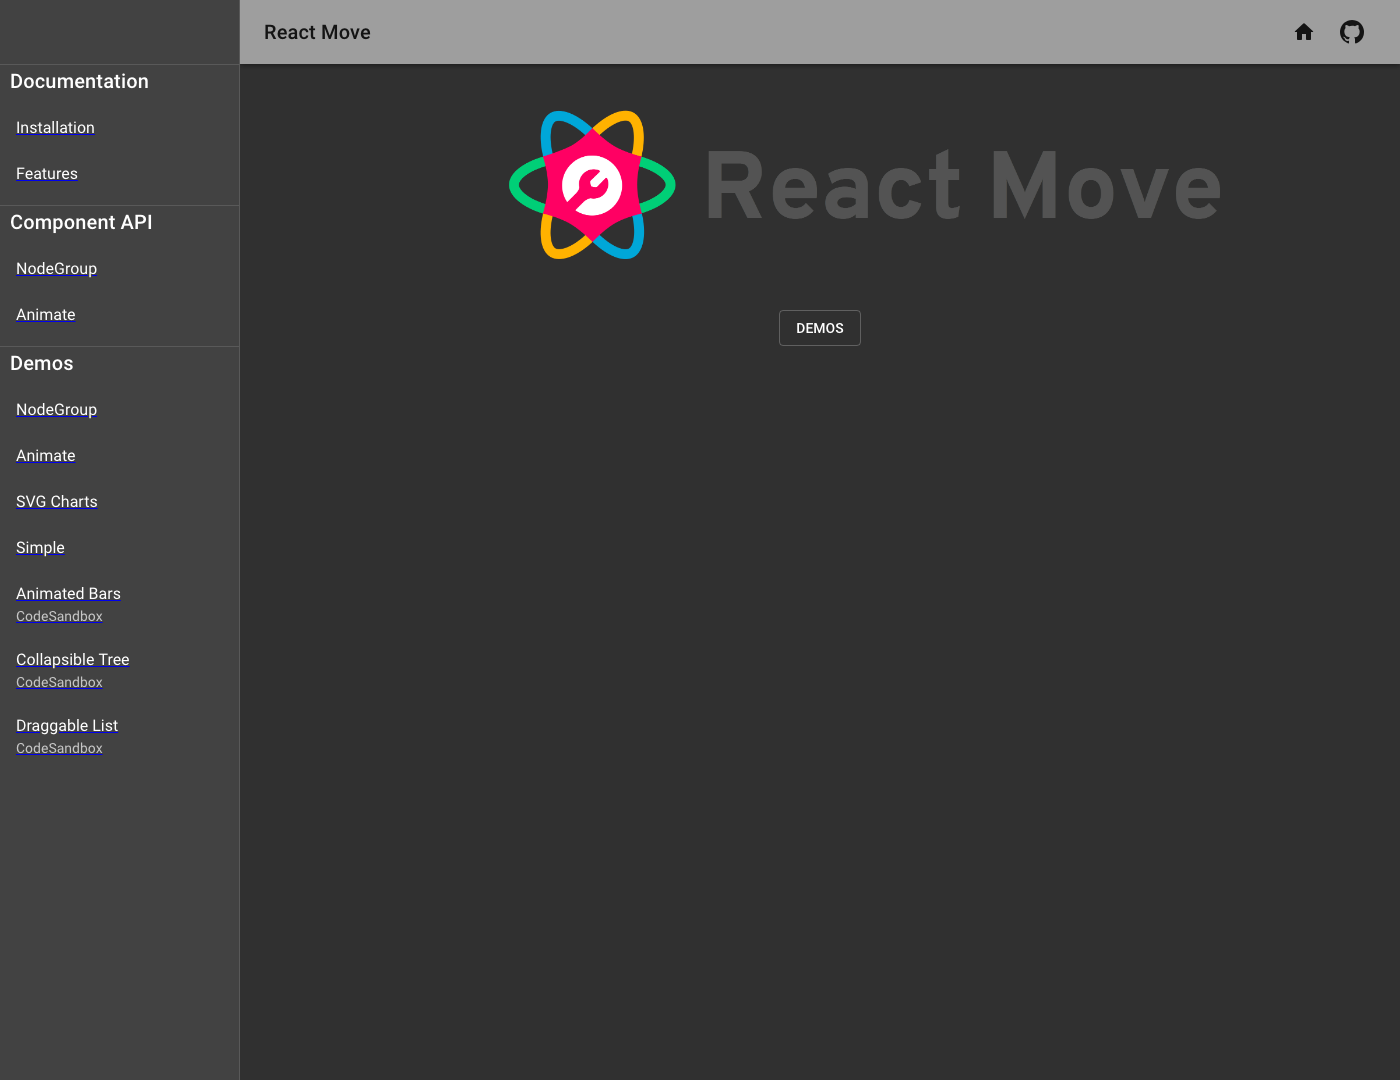 React Move
Documentation
Installation
Features
Component API
NodeGroup
Animate
Demos
NodeGroup
Animate
SVG Charts
Simple
Animated Bars
CodeSandbox
Collapsible Tree
CodeSandbox
Draggable List
CodeSandbox
React Move
DEMOS